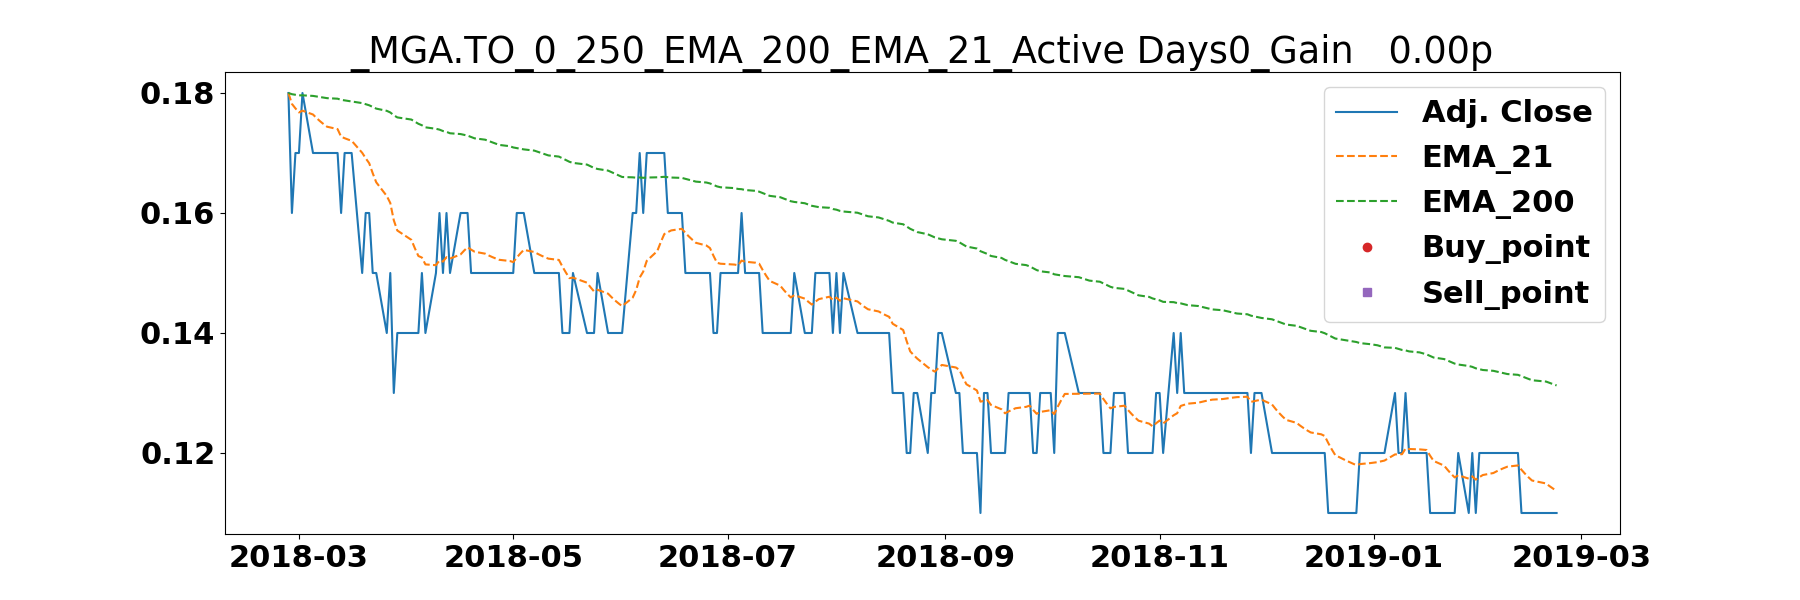 _MGA.TO_0_250_EMA_200_EMA_21_Active Days0_Gain   0.00p
0.18
0.16
0.14
0.12
Adj. Close
EMA_21
EMA_200
Buy_point
Sell_point
2018-03 2018-05 2018-07 2018-09 2018-11 2019-01 2019-03